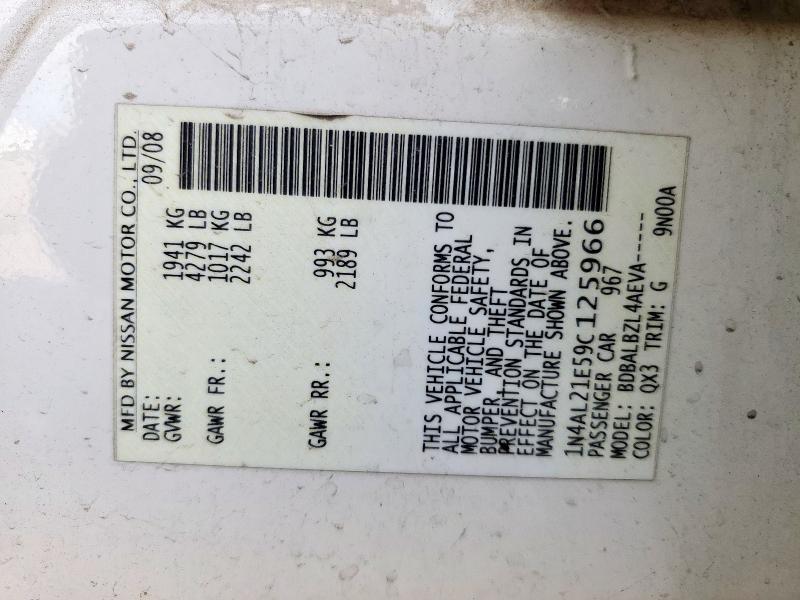 MFD BY NISSAN MOTOR CO., LTD.
DATE: 09/08
GVWR: 1941 KG
4279 LB
GAWR FR.: 1017 KG
2242 LB
GAWR RR.: 993 KG
2189 LB
THIS VEHICLE CONFORMS TO
ALL APPLICABLE FEDERAL
MOTOR VEHICLE SAFETY,
BUMPER, AND THEFT
PREVENTION STANDARDS IN
EFFECT ON THE DATE OF
MANUFACTURE SHOWN ABOVE.
1N4AL21E59C125966
PASSENGER CAR 967
MODEL: BDBALBZL4AEVA-----
COLOR: QX3 TRIM: G 9N00A